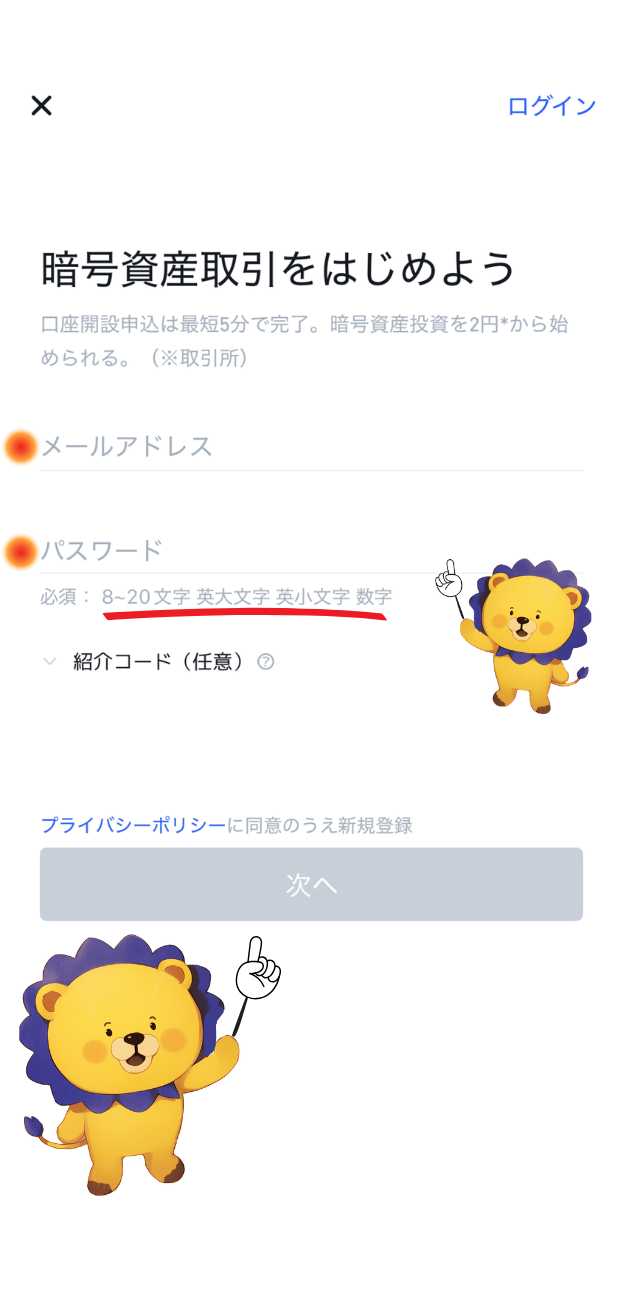 ログイン
暗号資産取引をはじめよう
口座開設申込は最短5分で完了。暗号資産投資を2円*から始
められる。（※取引所）
メールアドレス
パスワード
必須： 8~20文字 英大文字 英小文字 数字
紹介コード（任意）?
プライバシーポリシーに同意のうえ新規登録
次へ